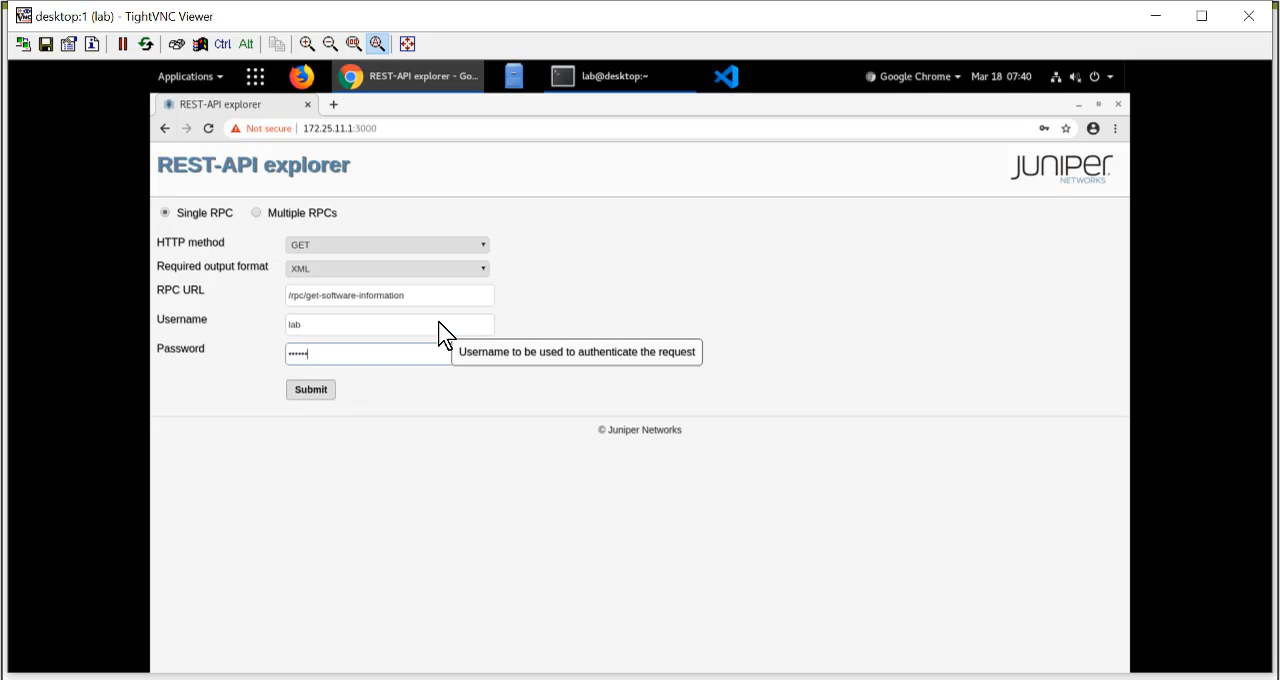 desktop:1 (lab) - TightVNC Viewer
Ctrl Alt
Applications REST-API explorer - Go... lab@desktop:~ Google Chrome Mar 18 07:40
REST-API explorer
Not secure 172.25.11.1:3000
REST-API explorer
JUNIPER
NETWORKS
Single RPC Multiple RPCs
HTTP method GET
Required output format XML
RPC URL /rpc/get-software-information
Username lab
Password ••••••
Username to be used to authenticate the request
Submit
© Juniper Networks